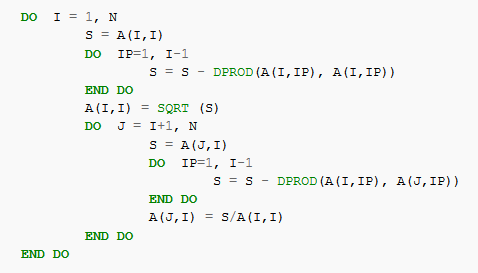 DO I = 1, N
S = A(I,I)
DO IP=1, I-1
S = S - DPROD(A(I,IP), A(I,IP))
END DO
A(I,I) = SQRT (S)
DO J = I+1, N
S = A(J,I)
DO IP=1, I-1
S = S - DPROD(A(I,IP), A(J,IP))
END DO
A(J,I) = S/A(I,I)
END DO
END DO